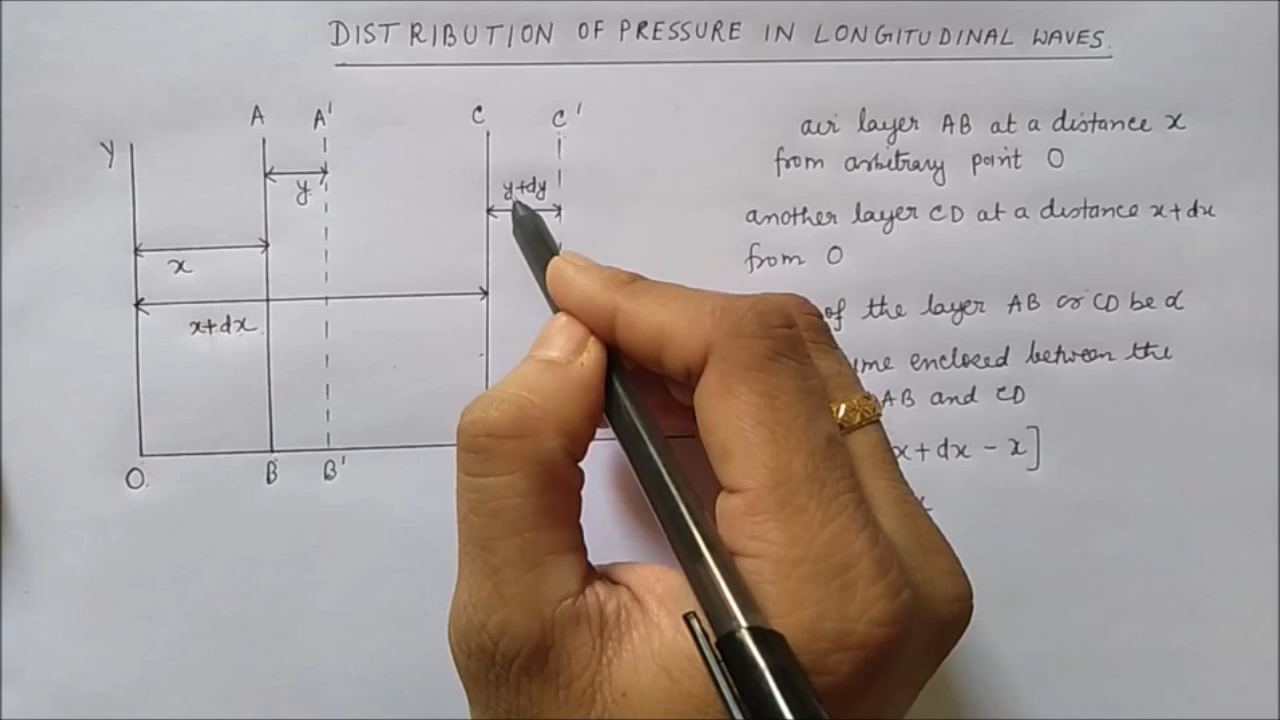 DISTRIBUTION OF PRESSURE IN LONGITUDINAL WAVES.
A A' C C'
Y
y
y+dy
x
x+dx
O B B'
air layer AB at a distance x
from arbitrary point O
another layer CD at a distance x+dx
from O
of the layer AB or CD be α
enclosed between the
AB and CD
x+dx - x]